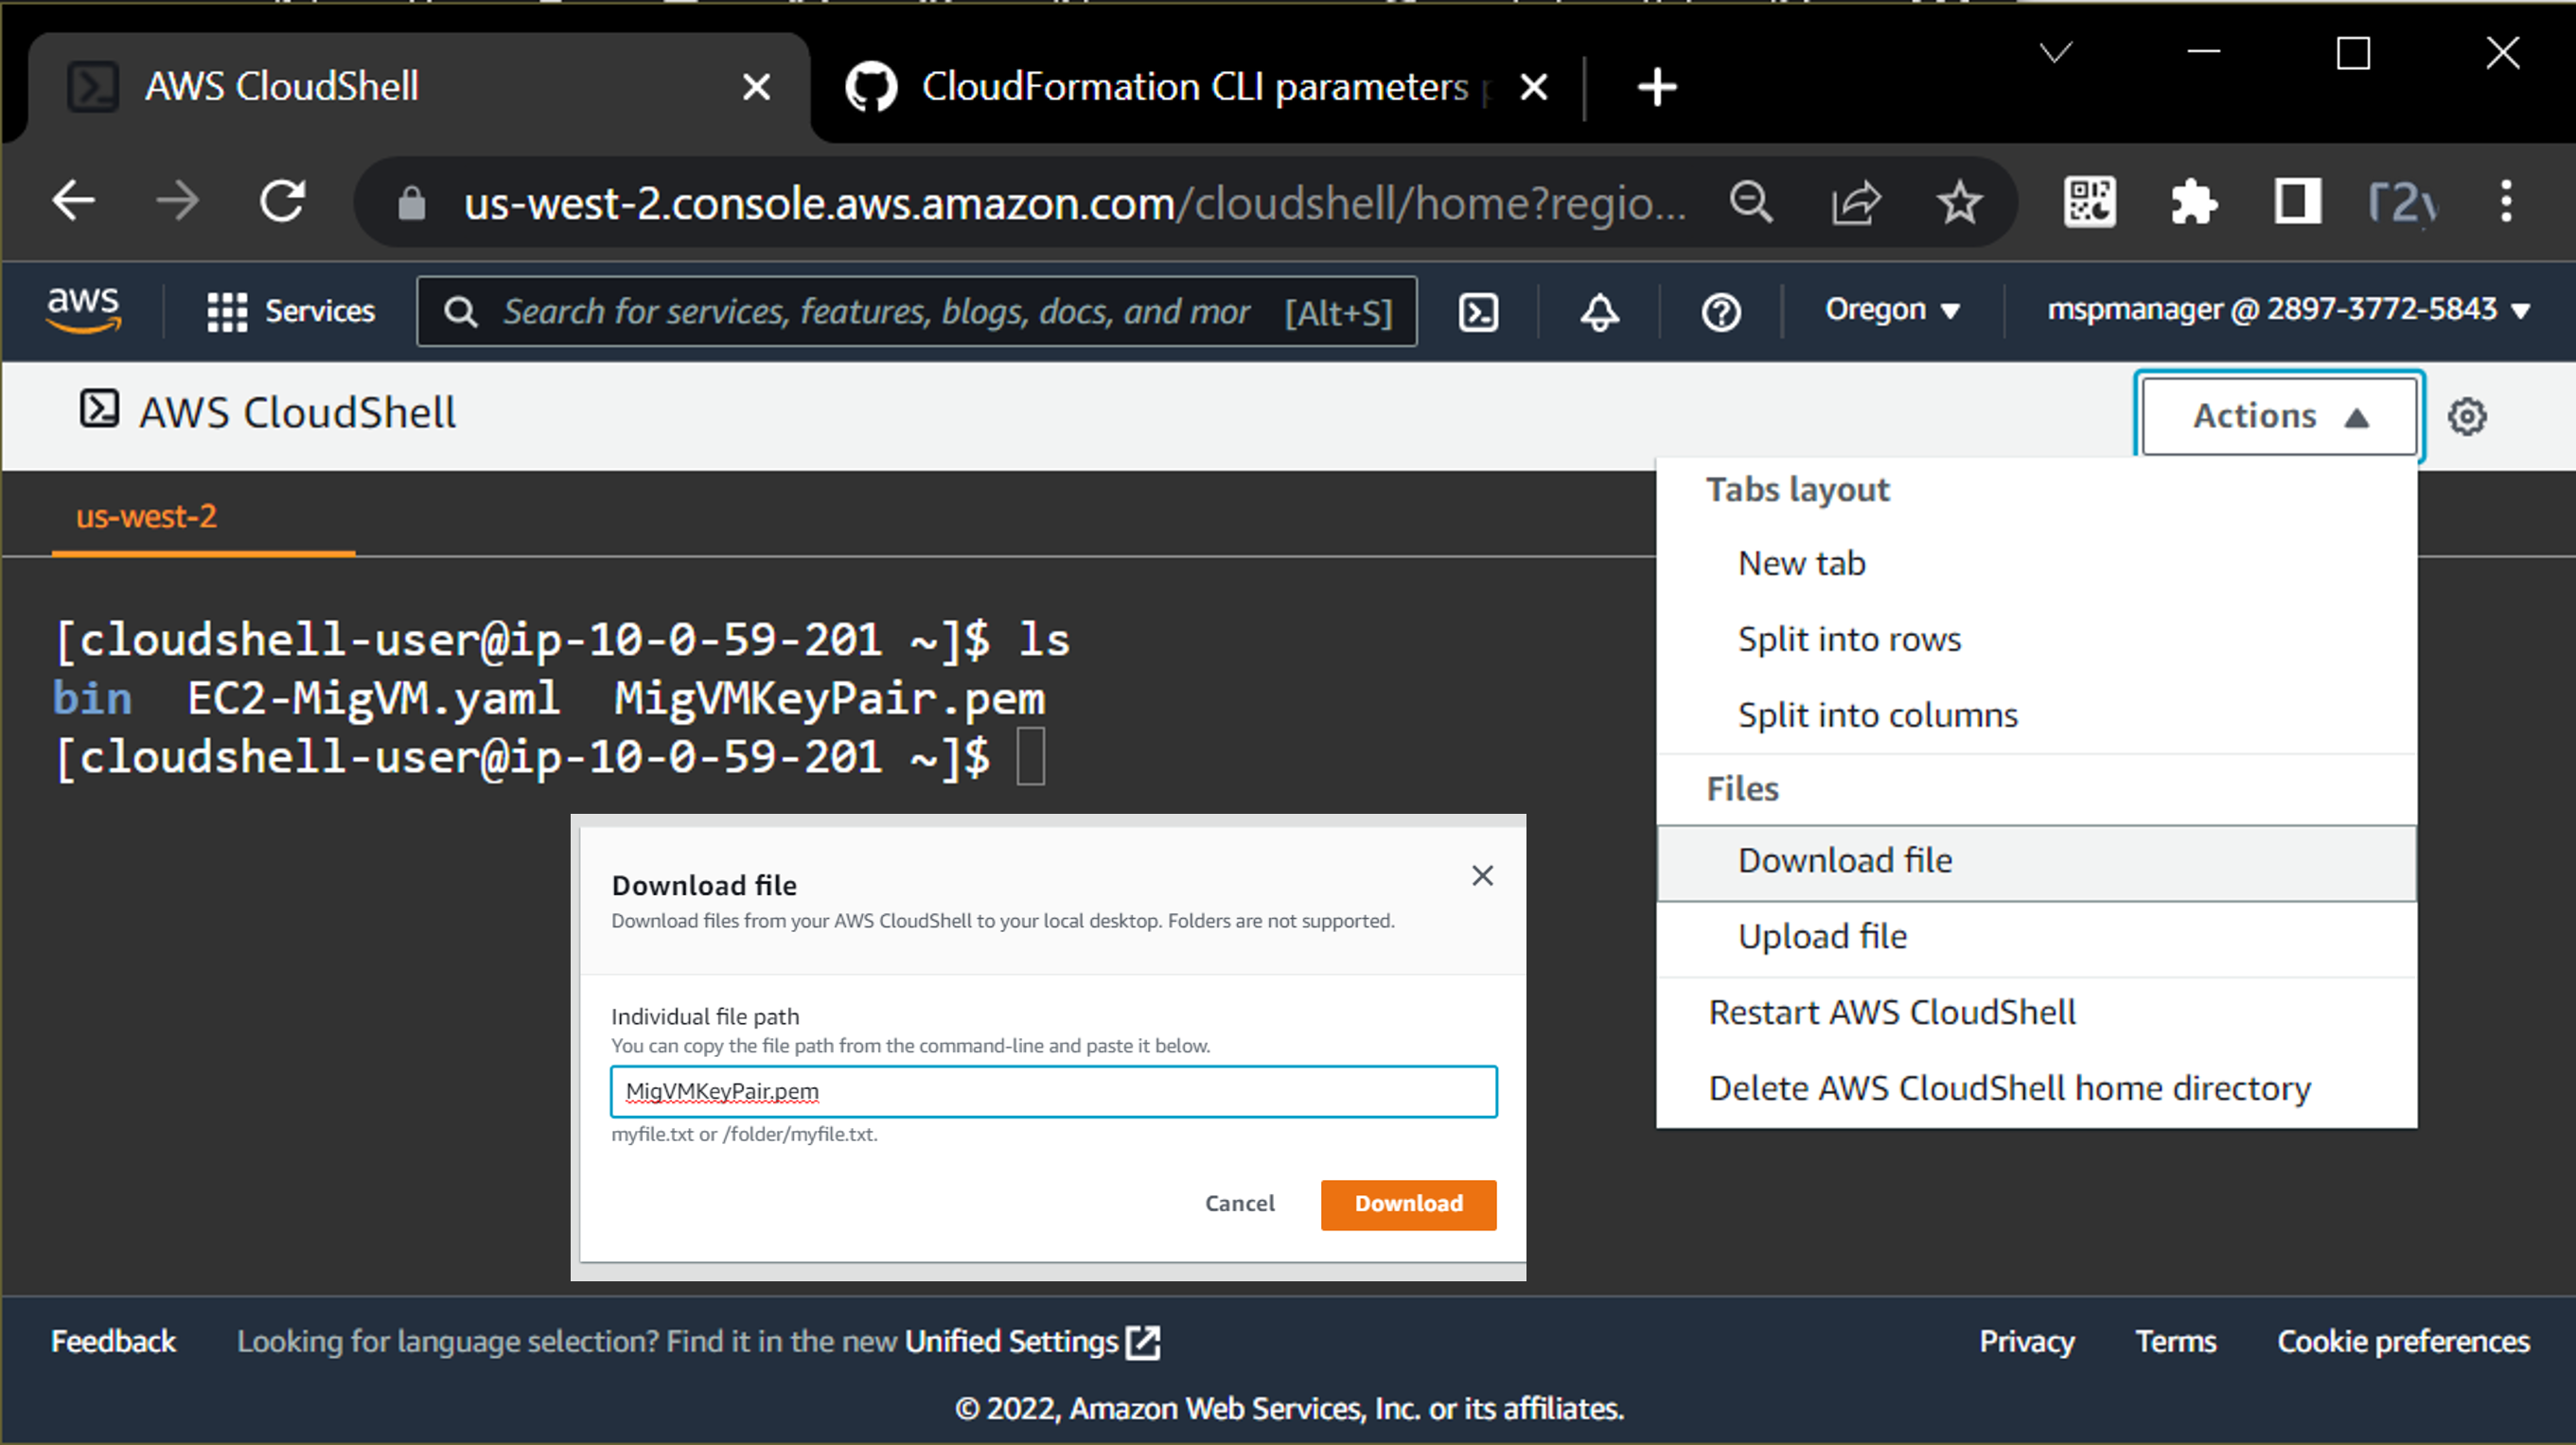 AWS CloudShell
CloudFormation CLI parameters
us-west-2.console.aws.amazon.com/cloudshell/home?regio...
aws
Services
Search for services, features, blogs, docs, and mor [Alt+S]
Oregon
mspmanager @ 2897-3772-5843
AWS CloudShell
Actions
us-west-2
[cloudshell-user@ip-10-0-59-201 ~]$ ls
bin EC2-MigVM.yaml MigVMKeyPair.pem
[cloudshell-user@ip-10-0-59-201 ~]$
Tabs layout
New tab
Split into rows
Split into columns
Files
Download file
Upload file
Restart AWS CloudShell
Delete AWS CloudShell home directory
Download file
Download files from your AWS CloudShell to your local desktop. Folders are not supported.
Individual file path
You can copy the file path from the command-line and paste it below.
MigVMKeyPair.pem
myfile.txt or /folder/myfile.txt.
Cancel
Download
Feedback
Looking for language selection? Find it in the new Unified Settings
Privacy
Terms
Cookie preferences
© 2022, Amazon Web Services, Inc. or its affiliates.